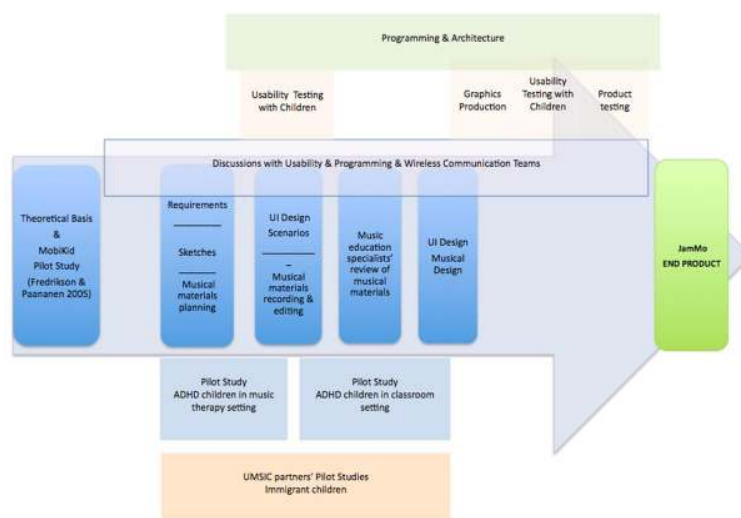 Programming & Architecture
Usability Testing
with Children
Graphics
Production
Usability
Testing with
Children
Product
testing
Discussions with Usability & Programming & Wireless Communication Teams
Theoretical Basis
&
MobiKid
Pilot Study
(Fredrikson &
Paananen 2005)
Requirements
Sketches
Musical
materials
planning
UI Design
Scenarios
Musical
materials
recording &
editing
Music
education
specialists'
review of
musical
materials
UI Design
Musical
Design
JamMo
END PRODUCT
Pilot Study
ADHD children in music
therapy setting
Pilot Study
ADHD children in classroom
setting
UMSIC partners' Pilot Studies
Immigrant children